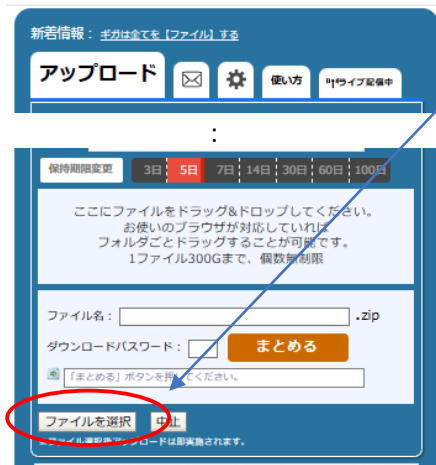 新着情報： ギガは全てを【ファイル】する
アップロード 使い方 ライブ配信中
:
保持期限変更 3日 5日 7日 14日 30日 60日 100日
ここにファイルをドラッグ&ドロップしてください。
お使いのブラウザが対応していれば
フォルダごとドラッグすることが可能です。
1ファイル300Gまで、個数無制限
ファイル名： .zip
ダウンロードパスワード： まとめる
「まとめる」ボタンを押してください。
ファイルを選択 中止
ファイル選択後アップロードは即実施されます。